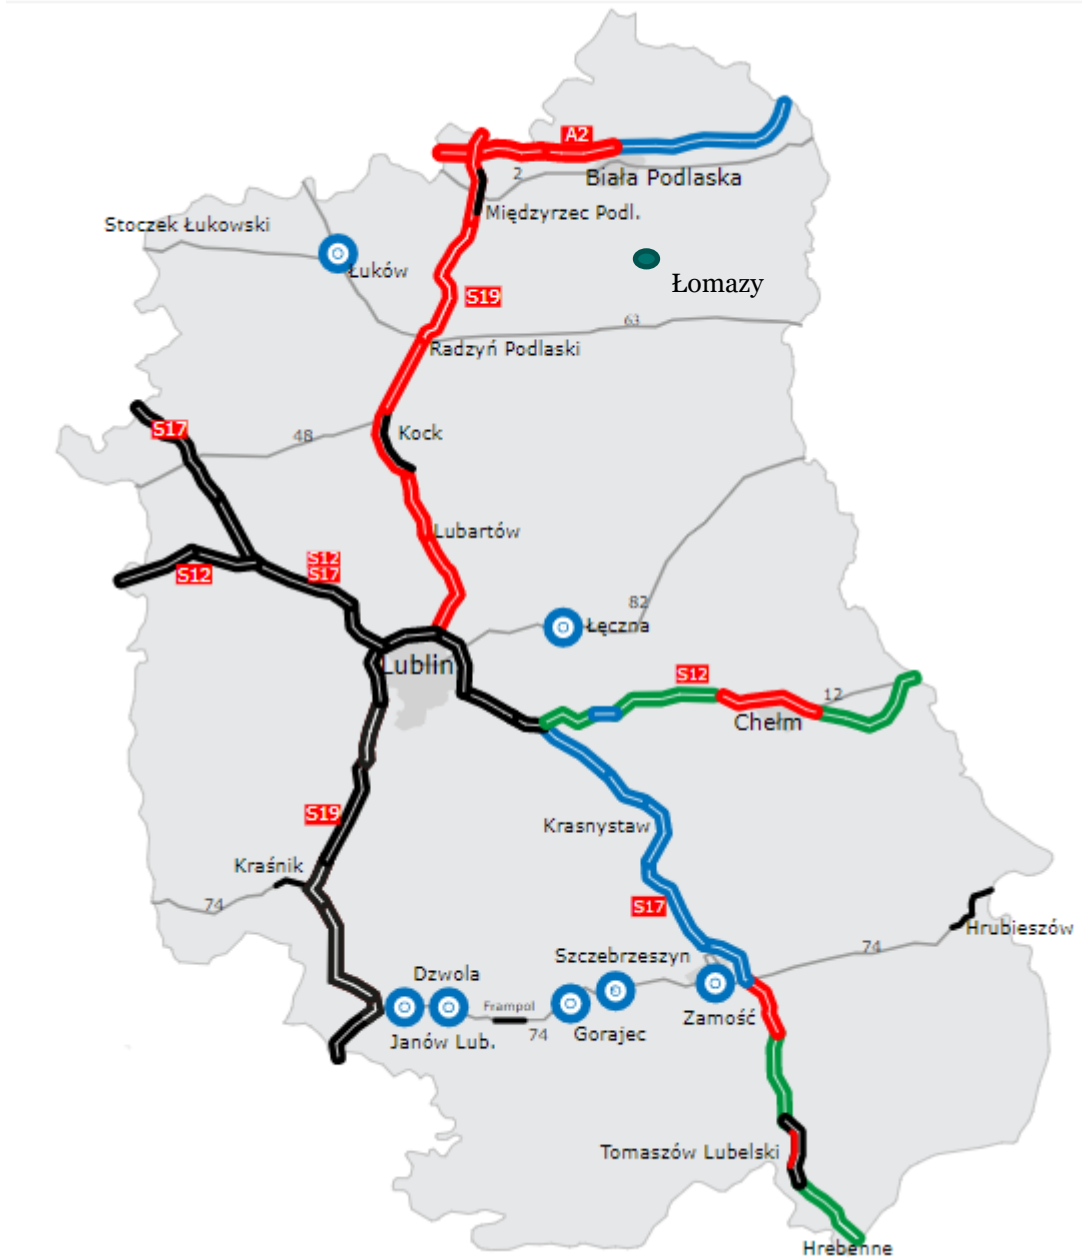 A2
2
Biała Podlaska
Międzyrzec Podl.
Stoczek Łukowski
Łuków
Łomazy
S19
63
Radzyń Podlaski
S17
48
Kock
Lubartów
S12
S17
S12
82
Łęczna
Lublin
S12
12
Chełm
S19
Krasnystaw
Kraśnik
74
S17
Hrubieszów
74
Szczebrzeszyn
Dzwola
Frampol
Zamość
74
Gorajec
Janów Lub.
Tomaszów Lubelski
Hrebenne